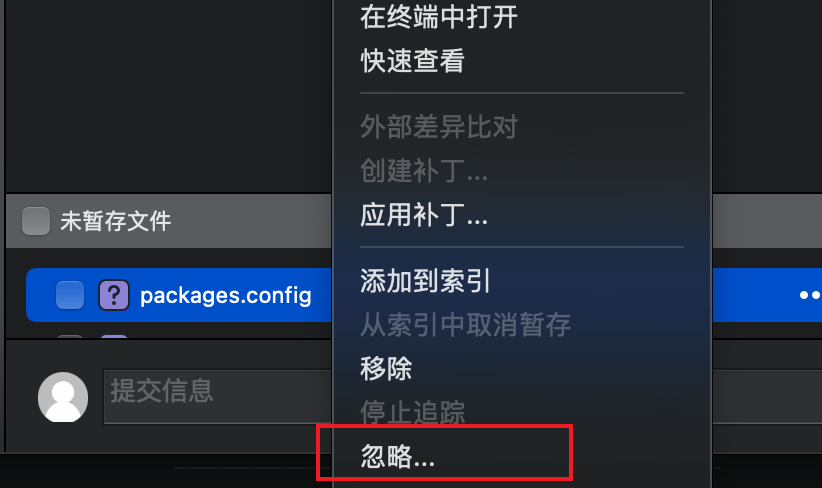 在终端中打开
快速查看
外部差异比对
创建补丁...
应用补丁...
未暂存文件
添加到索引
? packages.config
从索引中取消暂存
移除
提交信息
停止追踪
忽略...